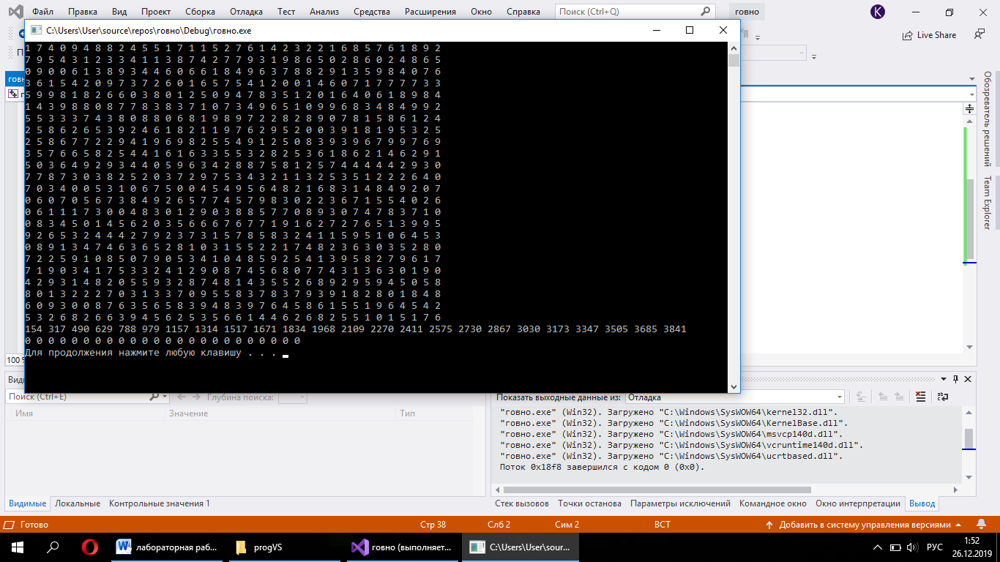 Файл Правка Вид Проект Сборка Отладка Тест Анализ Средства Расширения Окно Справка Поиск (Ctrl+Q) говно K
C:\Users\User\source\repos\говно\Debug\говно.exe
Live Share
1 7 4 0 9 4 8 8 2 4 5 5 1 7 1 1 5 2 7 6 1 4 2 3 2 2 1 6 8 5 7 6 1 8 9 2
7 9 5 4 3 1 2 3 3 4 1 1 3 8 7 4 2 7 7 9 3 1 9 8 6 5 0 2 8 6 0 2 4 8 6 5
0 9 0 0 6 1 3 8 9 3 4 4 6 0 6 6 1 8 4 9 6 3 7 8 8 2 9 1 3 5 9 8 4 0 7 6
3 6 1 5 4 2 0 9 7 3 7 2 6 0 1 6 5 7 5 4 1 2 0 0 1 4 6 0 7 1 7 7 7 7 3 3
5 9 9 8 1 8 2 6 6 0 3 8 0 1 2 5 0 9 4 7 8 3 5 1 2 0 1 6 4 0 6 1 8 9 8 4
1 4 3 9 8 8 0 8 7 7 8 3 8 3 7 1 0 7 3 4 9 6 5 1 0 9 9 6 8 3 4 8 4 9 9 2
5 5 3 3 3 7 4 3 8 0 8 8 0 6 8 1 9 8 9 7 2 2 8 2 8 9 0 7 8 1 5 8 6 1 2 4
2 5 8 6 2 6 5 3 9 2 4 6 1 8 2 1 1 9 7 6 2 9 5 2 0 0 3 9 1 8 1 9 5 3 2 5
2 5 8 6 7 7 2 2 9 4 1 9 6 9 8 2 5 5 4 9 1 2 5 0 8 3 9 3 9 6 7 9 9 7 6 9
3 5 7 6 6 5 8 2 5 4 4 1 6 1 6 3 3 5 5 3 2 8 2 5 3 6 1 8 6 2 1 4 6 2 9 1
5 0 3 6 4 9 2 9 3 4 4 0 5 9 6 3 4 2 8 8 7 5 8 1 2 5 7 4 4 4 4 4 2 9 3 0
7 7 8 7 3 0 3 8 2 5 2 0 3 7 2 9 7 5 3 4 3 2 1 1 3 2 5 3 5 1 2 2 2 6 4 0
7 0 3 4 0 0 5 3 1 0 6 7 5 0 0 4 5 4 9 5 6 4 8 2 1 6 8 3 1 4 8 4 9 2 0 7
0 6 0 7 0 5 6 7 3 8 4 9 2 6 5 7 7 4 5 7 9 8 3 0 2 2 3 6 7 1 5 5 4 0 2 6
0 6 1 1 1 7 3 0 0 4 8 3 0 1 2 9 0 3 8 8 5 7 7 0 8 9 3 0 7 4 7 8 3 7 1 0
0 8 3 4 5 0 1 4 5 6 2 0 3 5 6 6 6 7 6 7 7 1 9 1 6 2 7 2 7 6 5 1 3 9 9 5
9 2 6 5 3 2 4 4 4 2 7 9 2 3 7 3 1 5 7 8 5 8 3 2 4 1 1 5 9 5 1 0 6 4 5 3
0 8 9 1 3 4 7 4 6 3 6 5 2 8 1 0 3 1 5 5 2 2 1 7 4 8 2 3 6 3 0 3 5 2 8 0
7 2 2 5 9 1 0 8 5 0 7 9 0 5 3 4 1 0 4 8 5 9 2 5 4 1 3 9 5 8 2 7 9 6 1 7
7 1 9 0 3 4 1 7 5 3 3 2 4 1 2 9 0 8 7 4 5 6 8 0 7 7 4 3 1 3 6 3 0 1 9 0
4 2 9 3 1 4 8 2 0 5 5 9 3 2 8 7 4 8 1 4 3 5 5 2 6 8 9 2 9 5 9 4 5 0 5 8
8 0 1 3 2 2 2 7 0 3 1 3 3 7 0 9 5 5 8 3 7 8 3 7 9 3 9 1 8 2 8 0 1 8 4 8
6 0 9 3 0 0 8 7 6 3 5 6 5 8 3 9 4 8 3 9 7 6 4 5 8 6 1 5 5 1 9 6 4 5 4 2
5 3 2 6 8 2 6 6 3 9 4 5 6 2 5 3 5 6 6 1 4 4 6 2 6 8 2 5 5 1 0 1 5 1 7 6
154 317 490 629 788 979 1157 1314 1517 1671 1834 1968 2109 2270 2411 2575 2730 2867 3030 3173 3347 3505 3685 3841
0 0 0 0 0 0 0 0 0 0 0 0 0 0 0 0 0 0 0 0 0 0 0 0
Для продолжения нажмите любую клавишу . . .
Обозреватель решений
Team Explorer
100 %
Поиск (Ctrl+E) Глубина поиска:
Имя Значение Тип
Показать выходные данные из: Отладка
"говно.exe" (Win32). Загружено "C:\Windows\SysWOW64\kernel32.dll".
"говно.exe" (Win32). Загружено "C:\Windows\SysWOW64\KernelBase.dll".
"говно.exe" (Win32). Загружено "C:\Windows\SysWOW64\msvcp140d.dll".
"говно.exe" (Win32). Загружено "C:\Windows\SysWOW64\vcruntime140d.dll".
"говно.exe" (Win32). Загружено "C:\Windows\SysWOW64\ucrtbased.dll".
Поток 0x18f8 завершился с кодом 0 (0x0).
Видимые Локальные Контрольные значения 1
Стек вызовов Точки останова Параметры исключений Командное окно Окно интерпретации Вывод
Готово Стр 38 Слб 2 Сим 2 ВСТ Добавить в систему управления версиями
лабораторная раб... progVS говно (выполняет... C:\Users\User\sour... РУС 1:52
26.12.2019